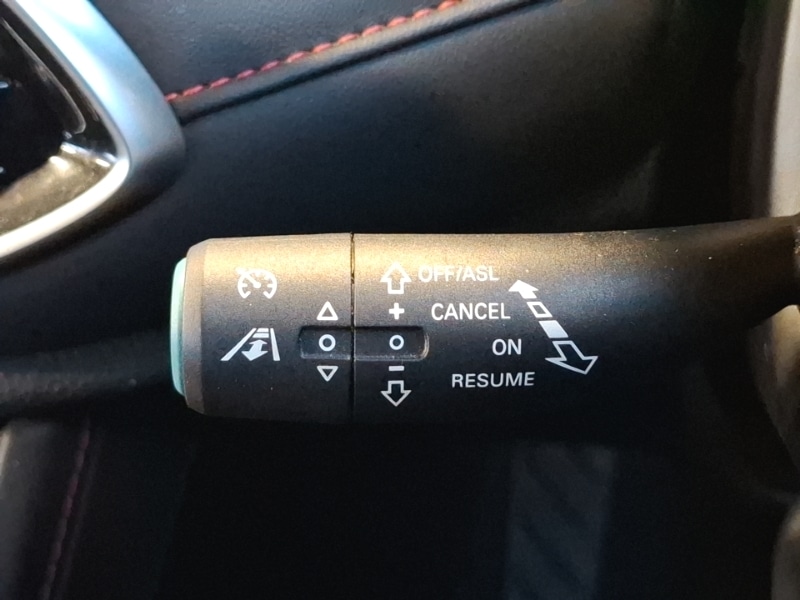 OFF/ASL
+ CANCEL
ON
−
RESUME